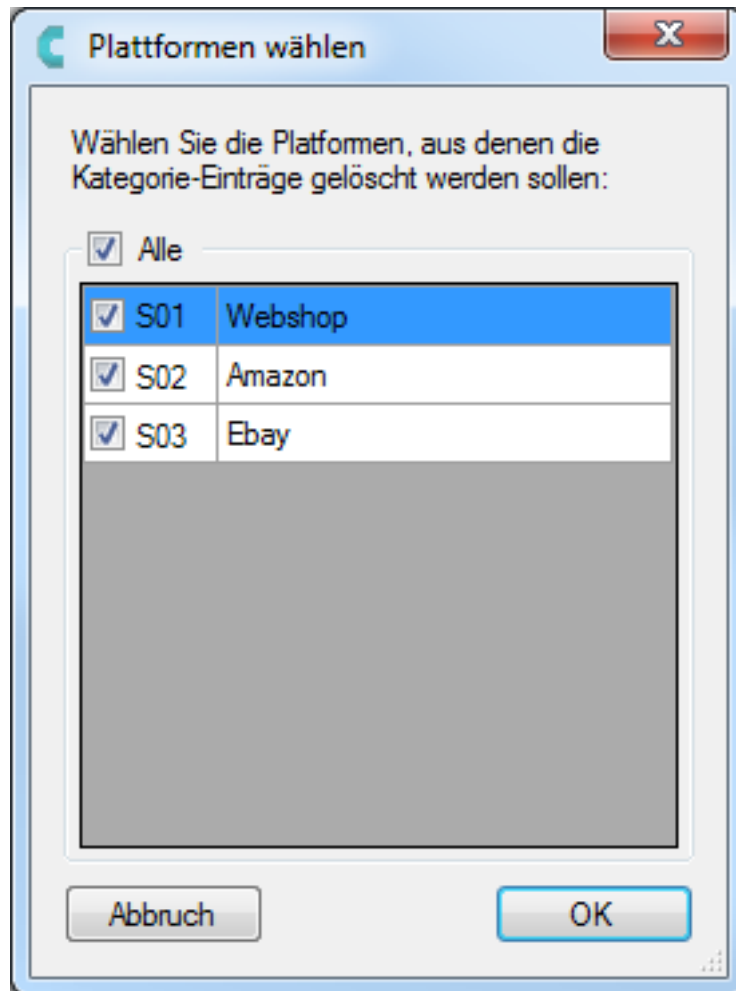 Plattformen wählen
Wählen Sie die Platformen, aus denen die
Kategorie-Einträge gelöscht werden sollen:
Alle
S01 Webshop
S02 Amazon
S03 Ebay
Abbruch OK